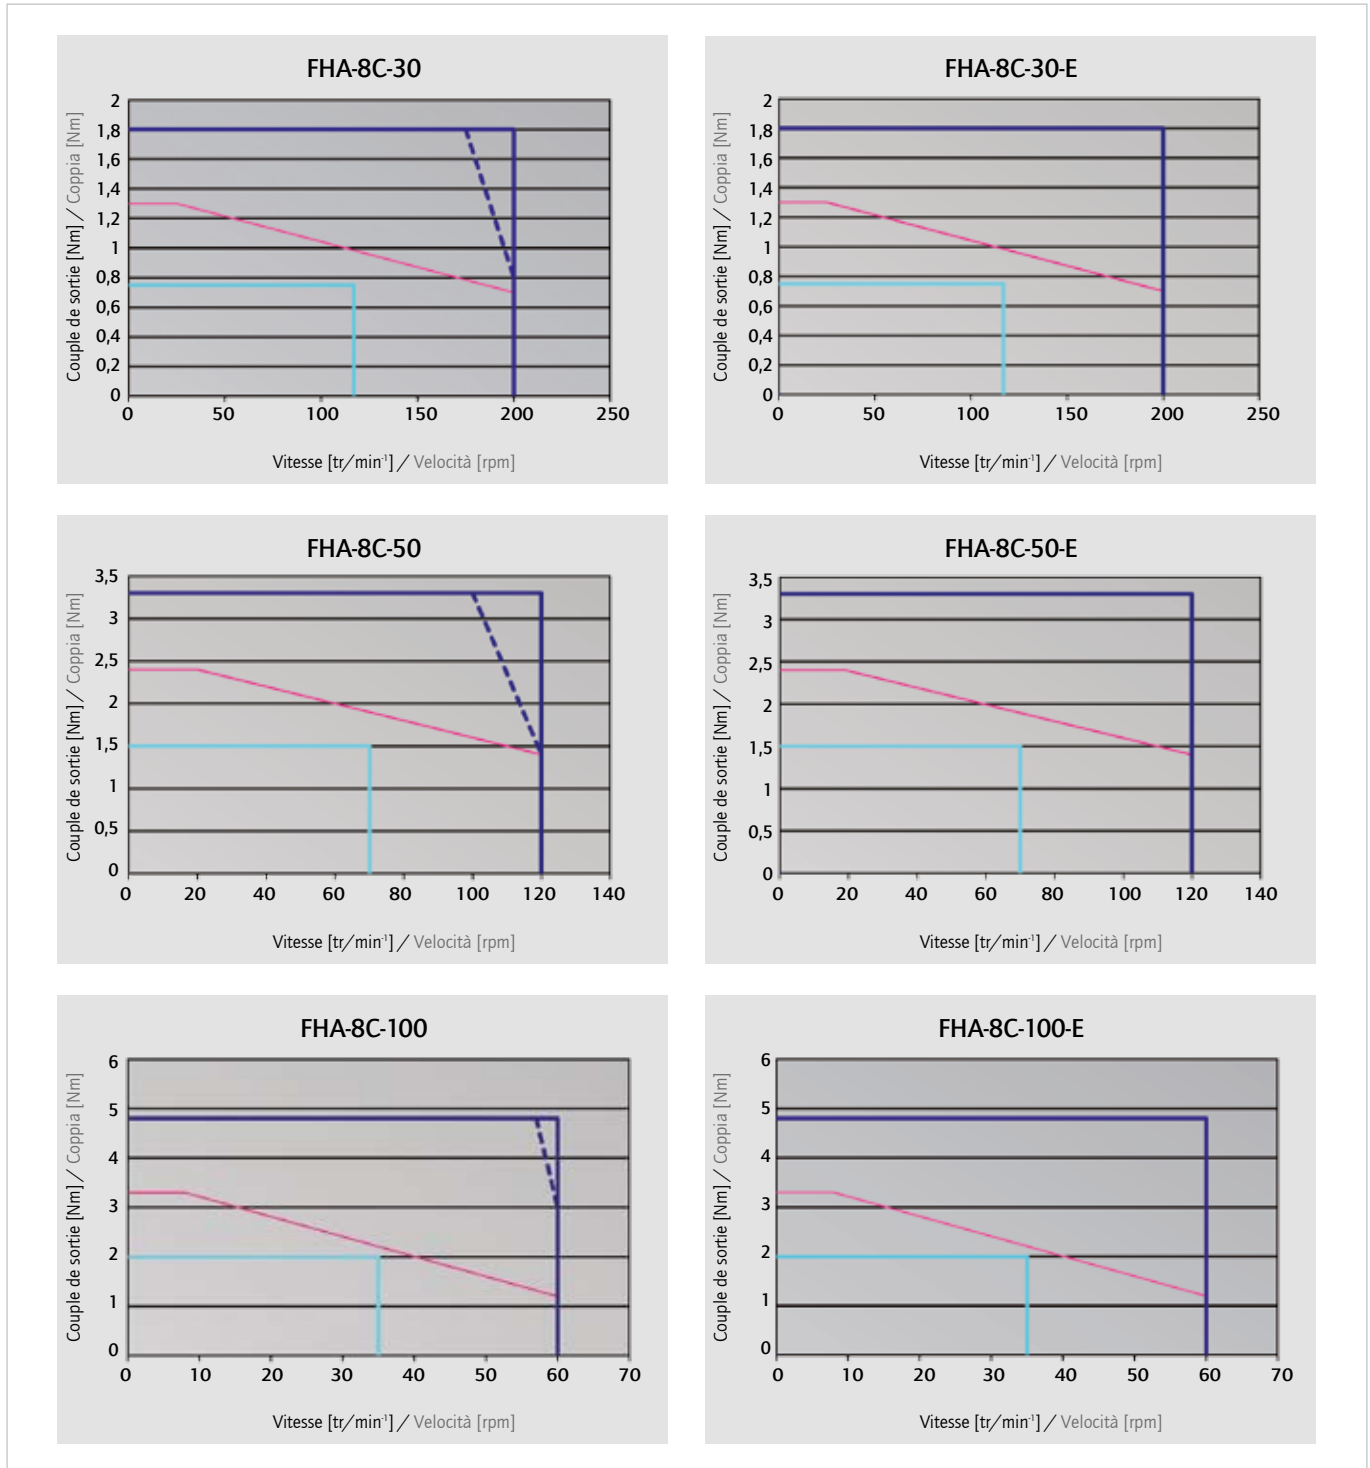 FHA-8C-30
Couple de sortie [Nm] / Coppia [Nm]
2
1,8
1,6
1,4
1,2
1
0,8
0,6
0,4
0,2
0
0 50 100 150 200 250
Vitesse [tr/min⁻¹] / Velocità [rpm]
FHA-8C-30-E
Couple de sortie [Nm] / Coppia [Nm]
2
1,8
1,6
1,4
1,2
1
0,8
0,6
0,4
0,2
0
0 50 100 150 200 250
Vitesse [tr/min⁻¹] / Velocità [rpm]
FHA-8C-50
Couple de sortie [Nm] / Coppia [Nm]
3,5
3
2,5
2
1,5
1
0,5
0
0 20 40 60 80 100 120 140
Vitesse [tr/min⁻¹] / Velocità [rpm]
FHA-8C-50-E
Couple de sortie [Nm] / Coppia [Nm]
3,5
3
2,5
2
1,5
1
0,5
0
0 20 40 60 80 100 120 140
Vitesse [tr/min⁻¹] / Velocità [rpm]
FHA-8C-100
Couple de sortie [Nm] / Coppia [Nm]
6
5
4
3
2
1
0
0 10 20 30 40 50 60 70
Vitesse [tr/min⁻¹] / Velocità [rpm]
FHA-8C-100-E
Couple de sortie [Nm] / Coppia [Nm]
6
5
4
3
2
1
0
0 10 20 30 40 50 60 70
Vitesse [tr/min⁻¹] / Velocità [rpm]